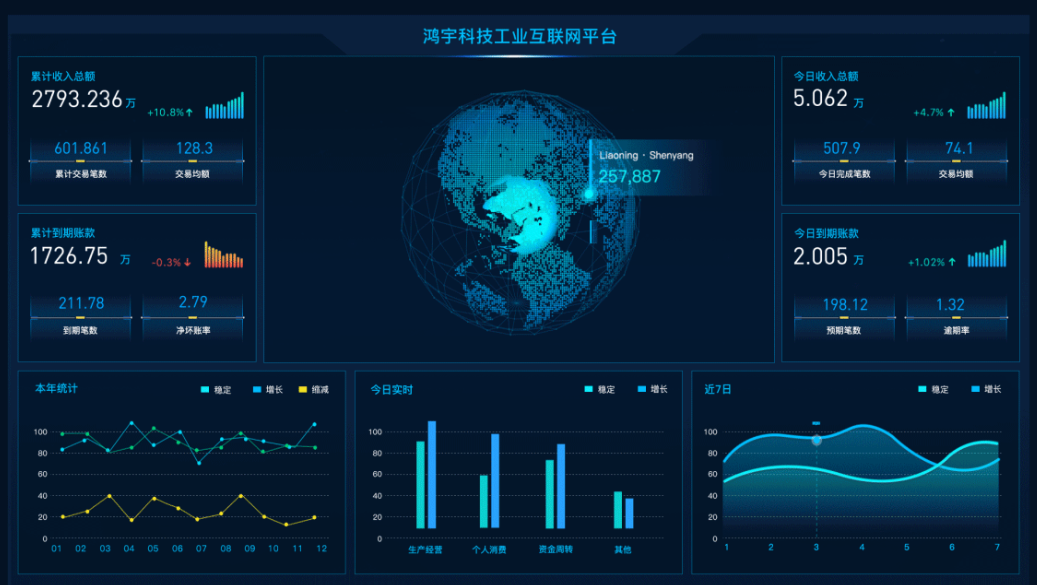 鸿宇科技工业互联网平台
累计收入总额
2793.236 万
+10.8%↑
601.861
128.3
累计交易笔数
交易均额
累计到期账款
1726.75 万
-0.3%↓
211.78
2.79
到期笔数
净坏账率
Liaoning · Shenyang
257,887
今日收入总额
5.062 万
+4.7%↑
507.9
74.1
今日完成笔数
交易均额
今日到期账款
2.005 万
+1.02%↑
198.12
1.32
预期笔数
逾期率
本年统计
稳定 增长 缩减
100
80
60
40
20
0
01 02 03 04 05 06 07 08 09 10 11 12
今日实时
稳定 增长
100
80
60
40
20
0
生产经营 个人消费 资金周转 其他
近7日
稳定 增长
100
80
60
40
20
0
1 2 3 4 5 6 7